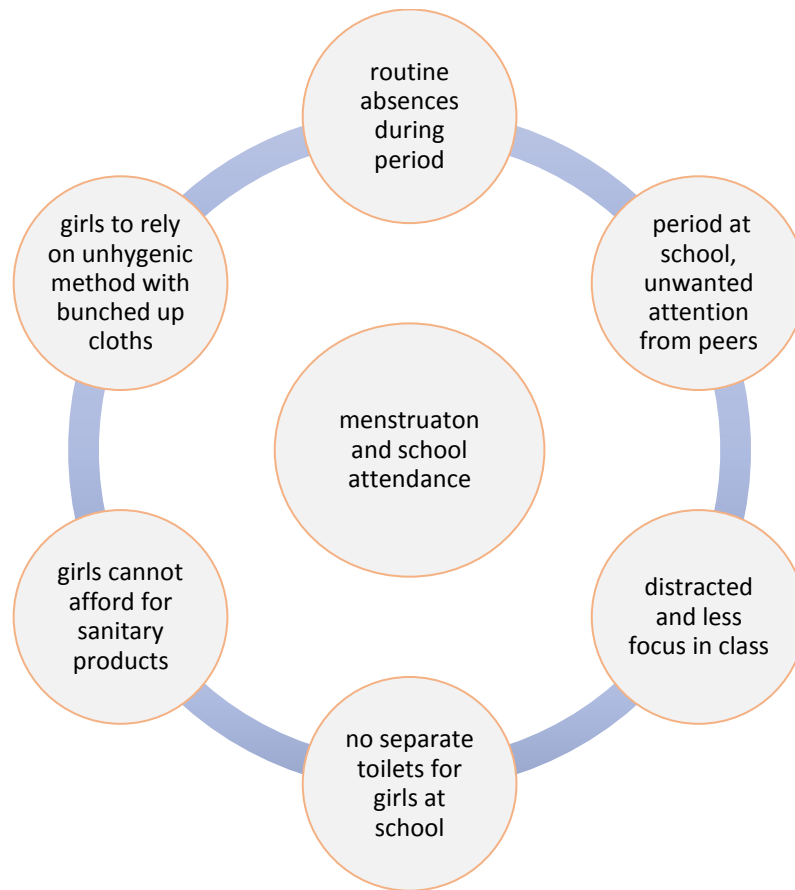 routine
absences
during
period
period at
school,
unwanted
attention
from peers
distracted
and less
focus in class
no separate
toilets for
girls at
school
girls cannot
afford for
sanitary
products
girls to rely
on unhygenic
method with
bunched up
cloths
menstruaton
and school
attendance